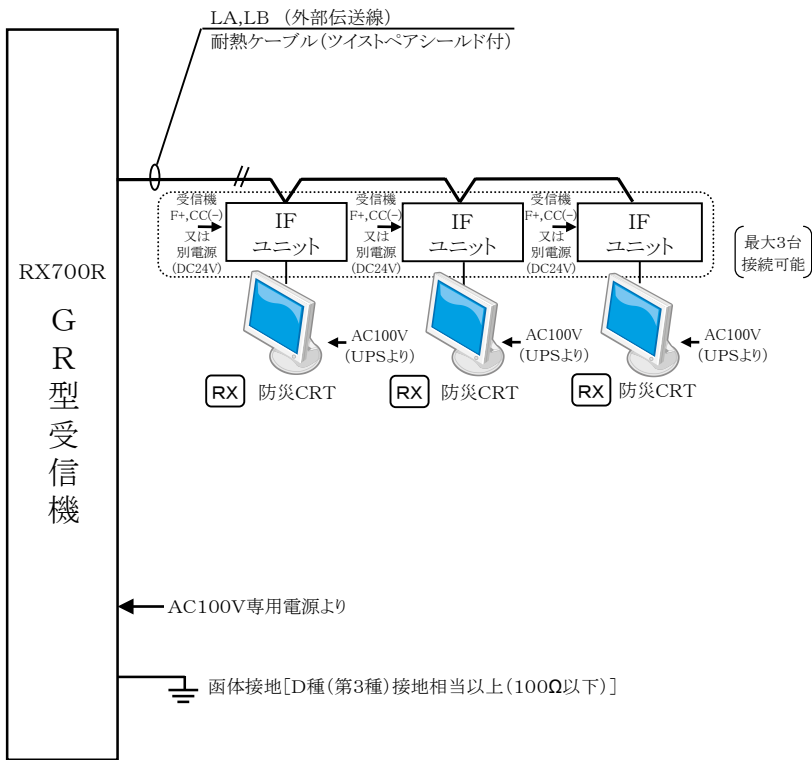 LA,LB (外部伝送線)
耐熱ケーブル(ツイストペアシールド付)
受信機
F+,CC(-)
又は
別電源
(DC24V)
IF
ユニット
受信機
F+,CC(-)
又は
別電源
(DC24V)
IF
ユニット
受信機
F+,CC(-)
又は
別電源
(DC24V)
IF
ユニット
最大3台
接続可能
RX700R
GR型受信機
AC100V
(UPSより)
AC100V
(UPSより)
AC100V
(UPSより)
RX 防災CRT
RX 防災CRT
RX 防災CRT
AC100V専用電源より
函体接地[D種(第3種)接地相当以上(100Ω以下)]